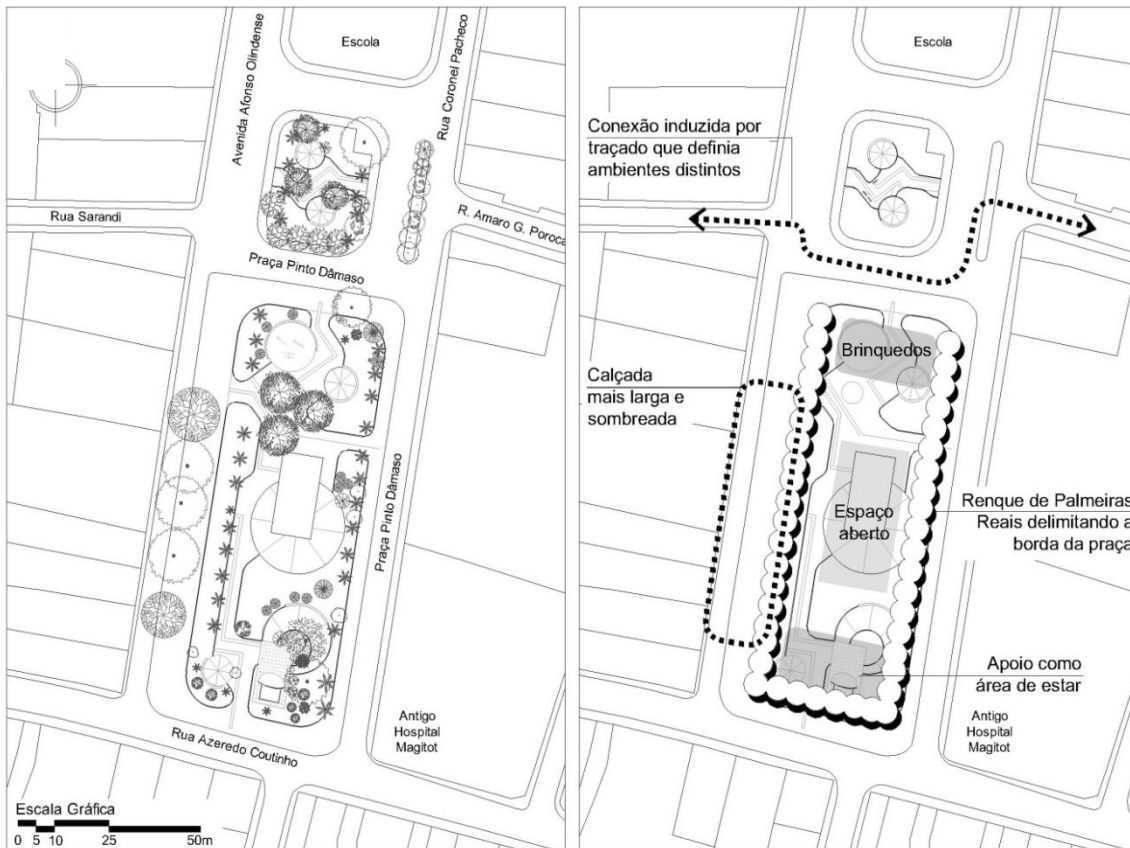 Escola
Avenida Afonso Olindense
Rua Coronel Pacheco
Rua Sarandi
R. Amaro G. Poroca
Praça Pinto Dâmaso
Praça Pinto Dâmaso
Rua Azeredo Coutinho
Antigo
Hospital
Magitot
Escala Gráfica
0 5 10 25 50m
Escola
Conexão induzida por
traçado que definia
ambientes distintos
Brinquedos
Calçada
mais larga e
sombreada
Espaço
aberto
Renque de Palmeiras
Reais delimitando a
borda da praça
Apoio como
área de estar
Antigo
Hospital
Magitot